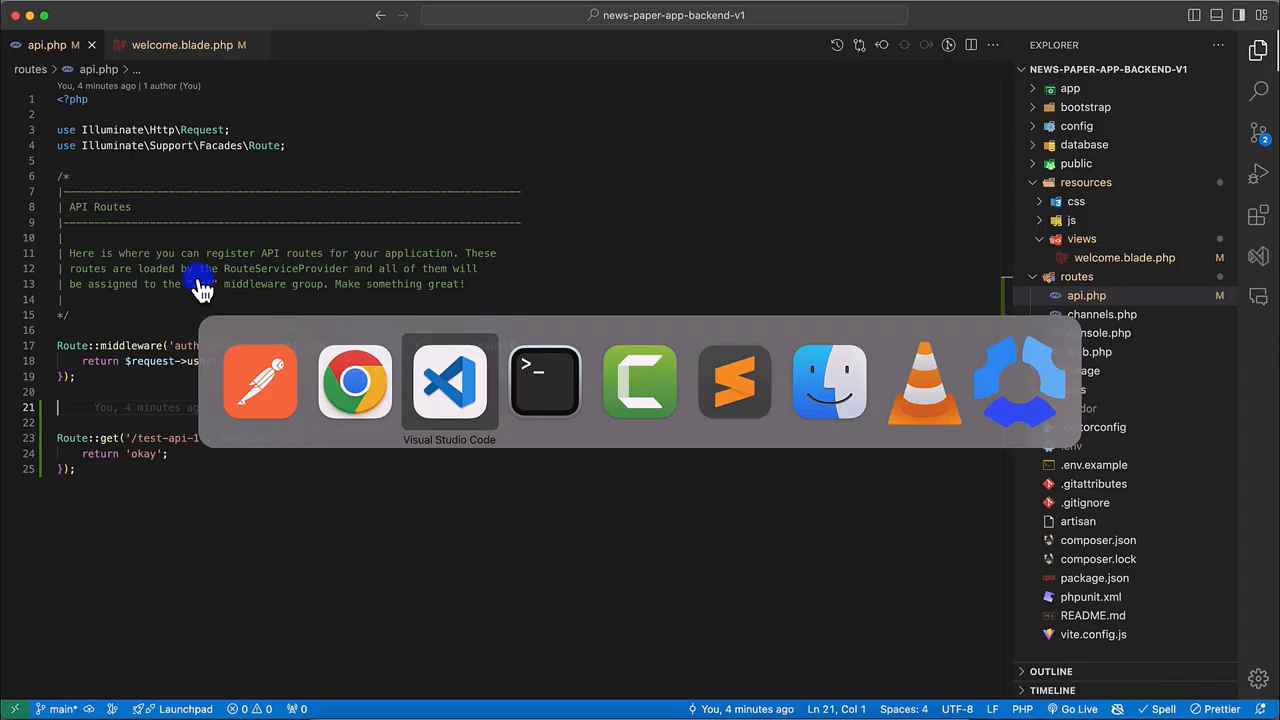 news-paper-app-backend-v1
api.php M
welcome.blade.php M
EXPLORER
routes > api.php > ...
NEWS-PAPER-APP-BACKEND-V1
You, 4 minutes ago | 1 author (You)
1 <?php
2
3 use Illuminate\Http\Request;
4 use Illuminate\Support\Facades\Route;
5
6 /*
7 |--------------------------------------------------------------------------
8 | API Routes
9 |--------------------------------------------------------------------------
10 |
11 | Here is where you can register API routes for your application. These
12 | routes are loaded by the RouteServiceProvider and all of them will
13 | be assigned to the middleware group. Make something great!
14 |
15 */
16
17 Route::middleware('auth
18 return $request->user
19 });
20
21 You, 4 minutes ag
22
23 Route::get('/test-api-1
24 return 'okay';
25 });
Visual Studio Code
app
bootstrap
config
database
public
resources
css
js
views
welcome.blade.php M
routes
api.php M
channels.php
console.php
web.php
.env.example
.gitattributes
.gitignore
artisan
composer.json
composer.lock
package.json
phpunit.xml
README.md
vite.config.js
OUTLINE
TIMELINE
2
main*
Launchpad
0
0
0
You, 4 minutes ago
Ln 21, Col 1
Spaces: 4
UTF-8
LF
PHP
Go Live
Spell
Prettier